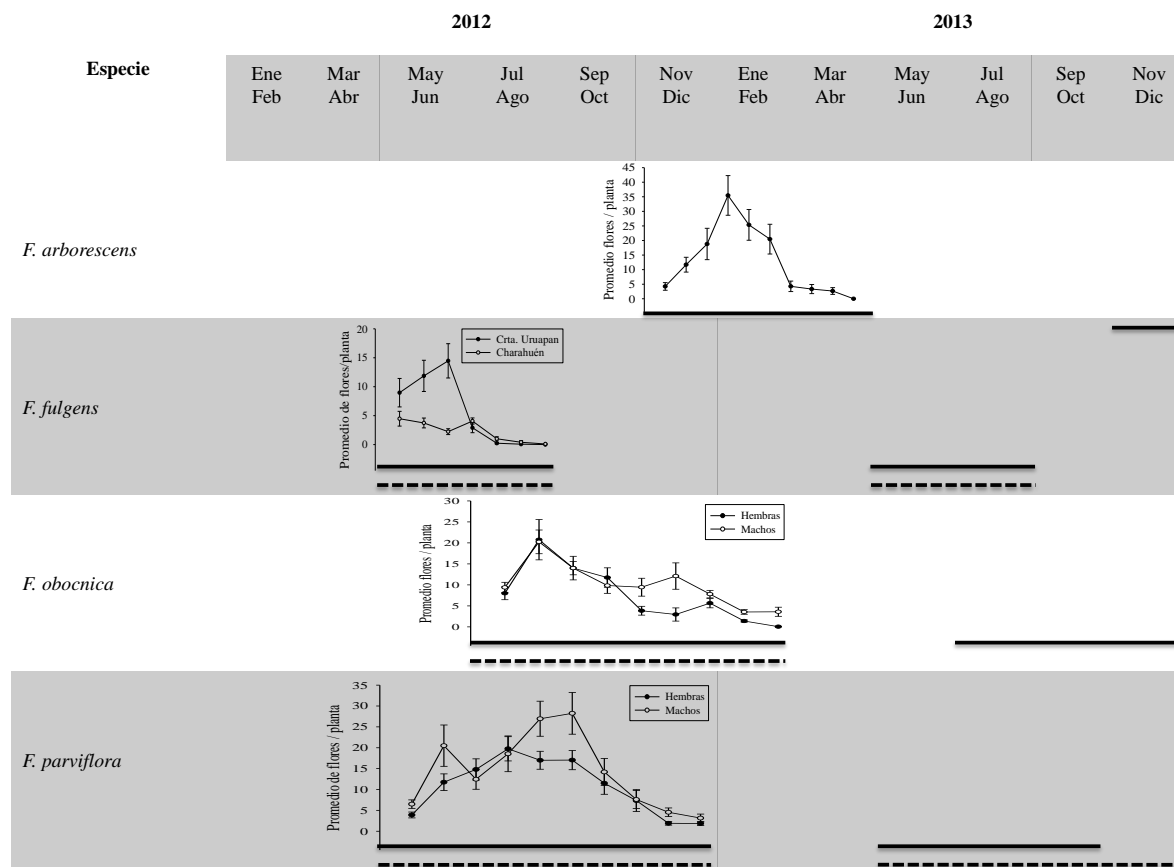 2012 2013
Especie
Ene Mar May Jul Sep Nov Ene Mar May Jul Sep Nov
Feb Abr Jun Ago Oct Dic Feb Abr Jun Ago Oct Dic
F. arborescens
Promedio flores / planta
45
40
35
30
25
20
15
10
5
0
F. fulgens
Promedio de flores/planta
20
15
10
5
0
Crta. Uruapan
Charahuén
F. obocnica
Promedio flores / planta
30
25
20
15
10
5
0
Hembras
Machos
F. parviflora
Promedio de flores / planta
35
30
25
20
15
10
5
0
Hembras
Machos